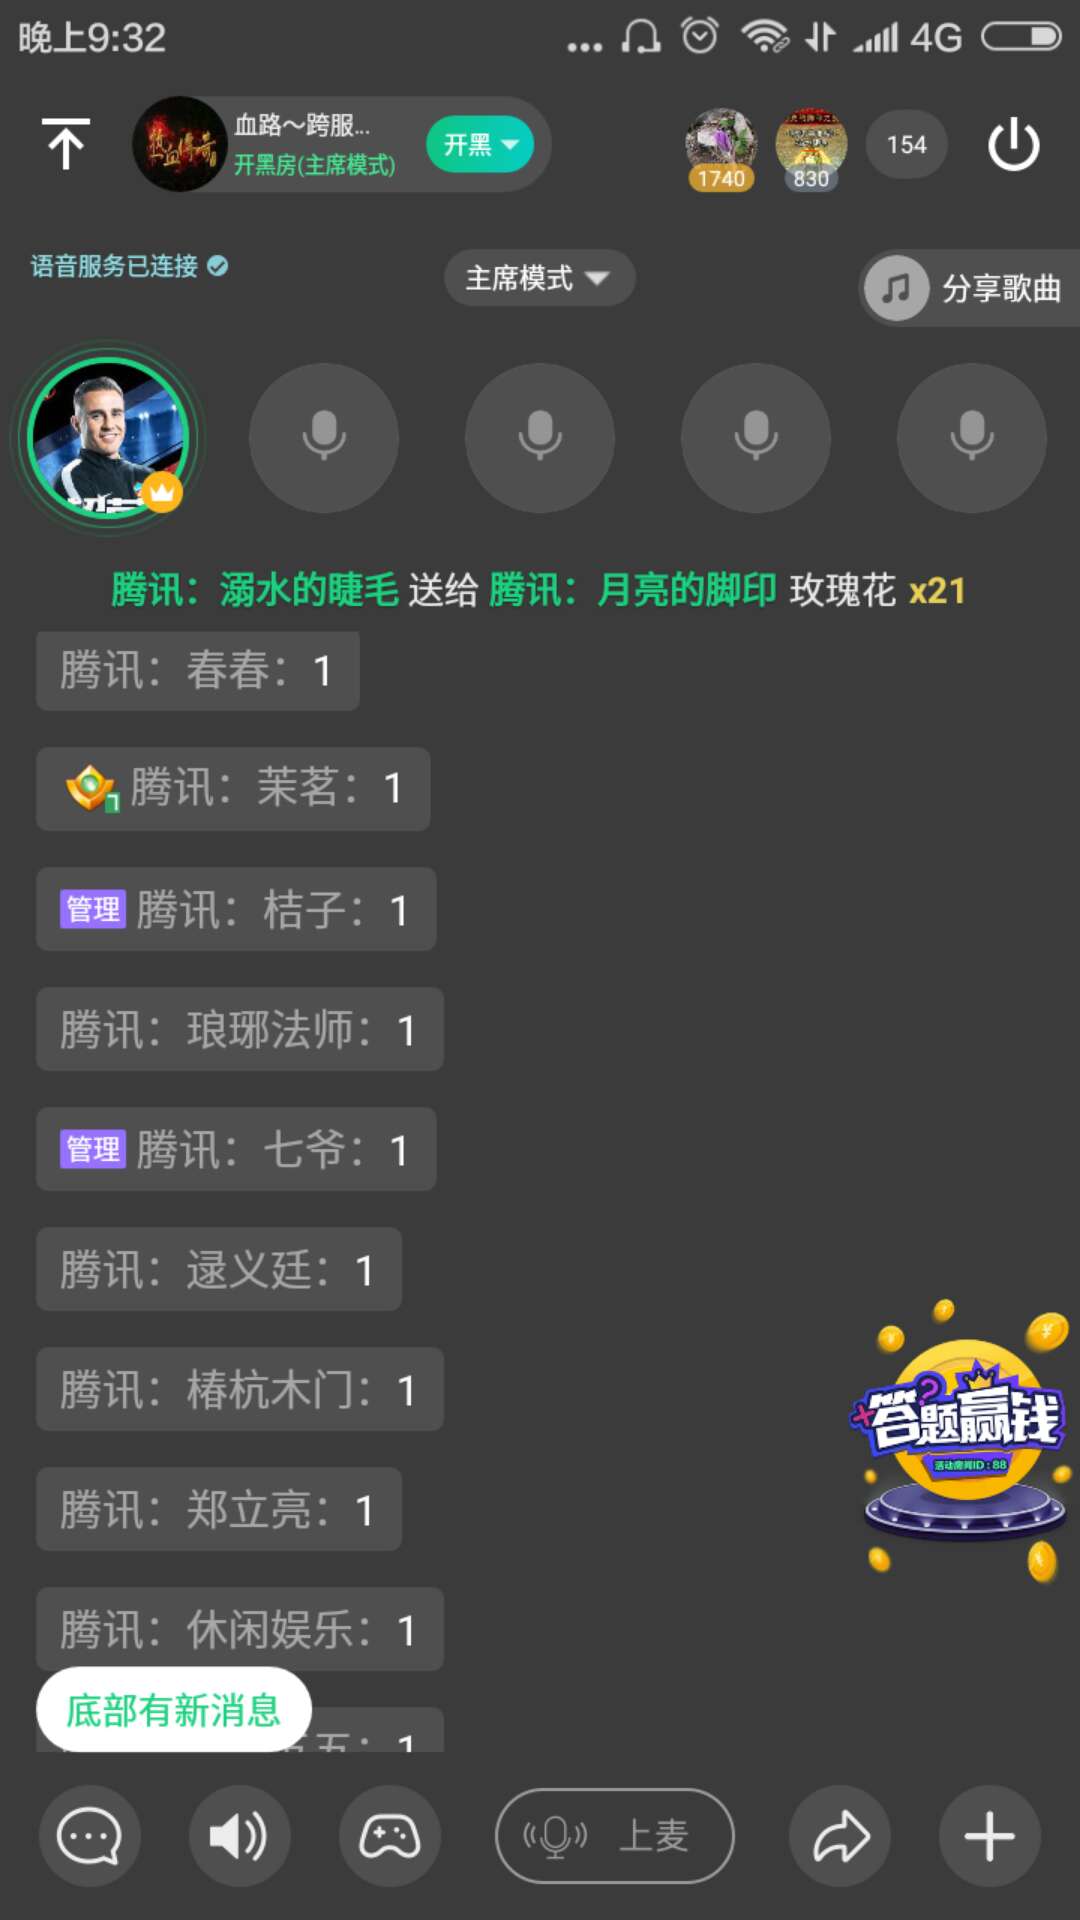 晚上9:32
4G
热血传奇
血路～跨服...
开黑房(主席模式)
开黑
1740
830
154
语音服务已连接
主席模式
分享歌曲
腾讯：溺水的睫毛 送给 腾讯：月亮的脚印 玫瑰花 x21
腾讯：春春：1
1 腾讯：茉茗：1
管理 腾讯：桔子：1
腾讯：琅琊法师：1
管理 腾讯：七爷：1
腾讯：逯义廷：1
腾讯：椿杭木门：1
腾讯：郑立亮：1
答题赢钱
活动房间ID:88
腾讯：休闲娱乐：1
底部有新消息
五：1
上麦